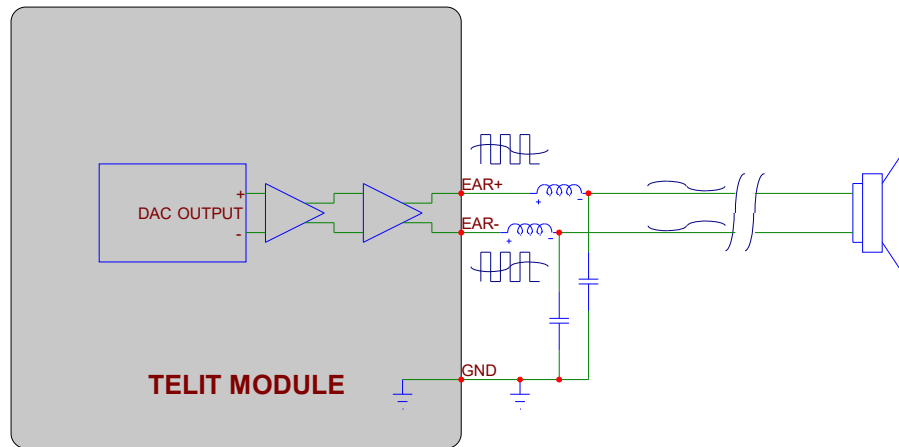 EAR+
+
-
+
DAC OUTPUT
-
EAR-
+
-
GND
TELIT MODULE